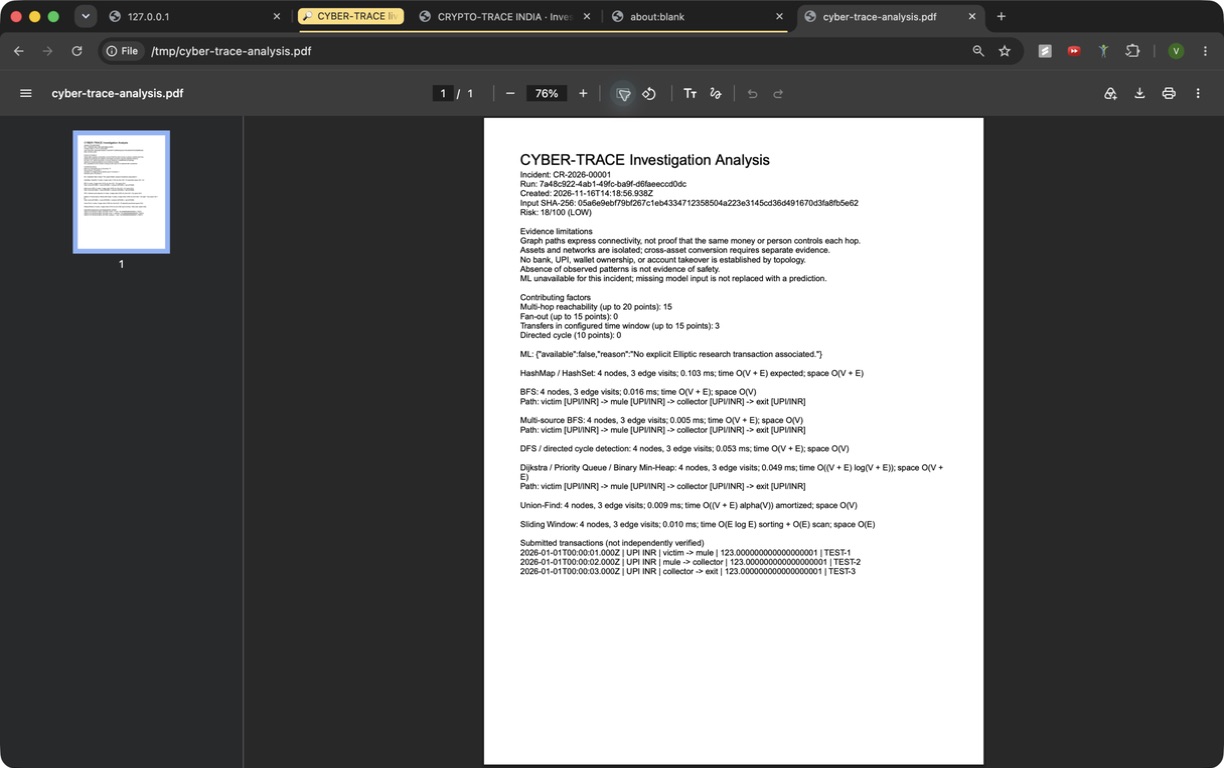 127.0.0.1
CYBER-TRACE liv
CRYPTO-TRACE INDIA - Inves
about:blank
cyber-trace-analysis.pdf
File
/tmp/cyber-trace-analysis.pdf
V
cyber-trace-analysis.pdf
1 / 1
76%
1
CYBER-TRACE Investigation Analysis
Incident: CR-2026-00001
Run: 7a48c922-4ab1-49fc-ba9f-d6faeeccd0dc
Created: 2026-11-16T14:18:56.938Z
Input SHA-256: 05a6e9ebf79bf267c1eb4334712358504a223e3145cd36d491670d3fa8fb5e62
Risk: 18/100 (LOW)
Evidence limitations
Graph paths express connectivity, not proof that the same money or person controls each hop.
Assets and networks are isolated; cross-asset conversion requires separate evidence.
No bank, UPI, wallet ownership, or account takeover is established by topology.
Absence of observed patterns is not evidence of safety.
ML unavailable for this incident; missing model input is not replaced with a prediction.
Contributing factors
Multi-hop reachability (up to 20 points): 15
Fan-out (up to 15 points): 0
Transfers in configured time window (up to 15 points): 3
Directed cycle (10 points): 0
ML: {"available":false,"reason":"No explicit Elliptic research transaction associated."}
HashMap / HashSet: 4 nodes, 3 edge visits; 0.103 ms; time O(V + E) expected; space O(V + E)
BFS: 4 nodes, 3 edge visits; 0.016 ms; time O(V + E); space O(V)
Path: victim [UPI/INR] -> mule [UPI/INR] -> collector [UPI/INR] -> exit [UPI/INR]
Multi-source BFS: 4 nodes, 3 edge visits; 0.005 ms; time O(V + E); space O(V)
Path: victim [UPI/INR] -> mule [UPI/INR] -> collector [UPI/INR] -> exit [UPI/INR]
DFS / directed cycle detection: 4 nodes, 3 edge visits; 0.053 ms; time O(V + E); space O(V)
Dijkstra / Priority Queue / Binary Min-Heap: 4 nodes, 3 edge visits; 0.049 ms; time O((V + E) log(V + E)); space O(V +
E)
Path: victim [UPI/INR] -> mule [UPI/INR] -> collector [UPI/INR] -> exit [UPI/INR]
Union-Find: 4 nodes, 3 edge visits; 0.009 ms; time O((V + E) alpha(V)) amortized; space O(V)
Sliding Window: 4 nodes, 3 edge visits; 0.010 ms; time O(E log E) sorting + O(E) scan; space O(E)
Submitted transactions (not independently verified)
2026-01-01T00:00:01.000Z | UPI INR | victim -> mule | 123.000000000000000001 | TEST-1
2026-01-01T00:00:02.000Z | UPI INR | mule -> collector | 123.000000000000000001 | TEST-2
2026-01-01T00:00:03.000Z | UPI INR | collector -> exit | 123.000000000000000001 | TEST-3